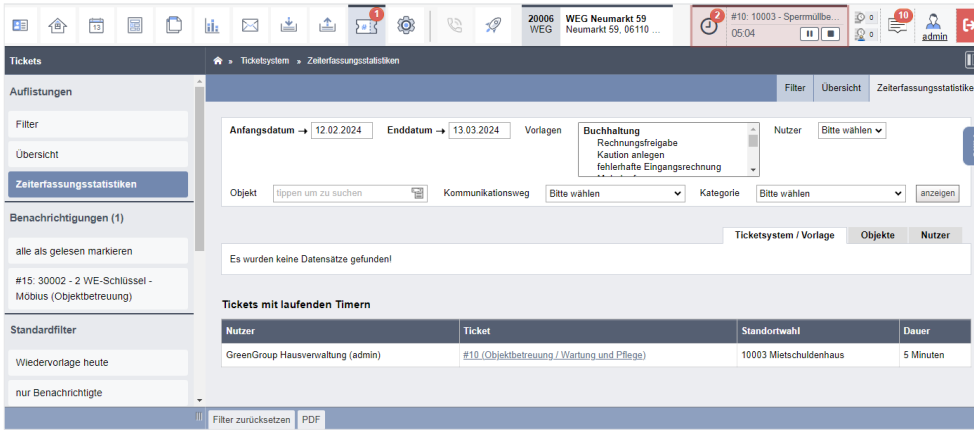 13
1
# 1
20006
WEG
WEG Neumarkt 59
Neumarkt 59, 06110 ...
2
#10: 10003 - Sperrmüllbe...
05:04
0
0
10
admin
Tickets
» Ticketsystem » Zeiterfassungsstatistiken
Auflistungen
Filter
Übersicht
Zeiterfassungsstatistiken
Benachrichtigungen (1)
alle als gelesen markieren
#15: 30002 - 2 WE-Schlüssel -
Möbius (Objektbetreuung)
Standardfilter
Wiedervorlage heute
nur Benachrichtigte
Filter Übersicht Zeiterfassungsstatistike
Anfangsdatum → 12.02.2024 Enddatum → 13.03.2024 Vorlagen
Buchhaltung
Rechnungsfreigabe
Kaution anlegen
fehlerhafte Eingangsrechnung
Nutzer Bitte wählen
Objekt tippen um zu suchen Kommunikationsweg Bitte wählen Kategorie Bitte wählen anzeigen
Ticketsystem / Vorlage Objekte Nutzer
Es wurden keine Datensätze gefunden!
Tickets mit laufenden Timern
Nutzer Ticket Standortwahl Dauer
GreenGroup Hausverwaltung (admin) #10 (Objektbetreuung / Wartung und Pflege) 10003 Mietschuldenhaus 5 Minuten
Filter zurücksetzen PDF